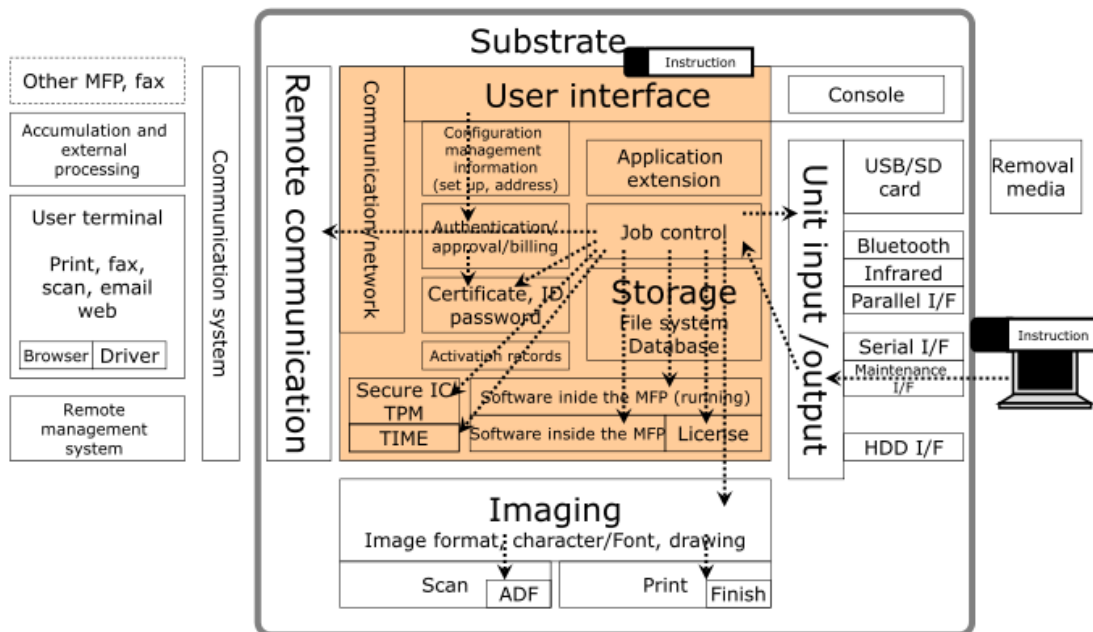 Substrate
Instruction
Other MFP, fax
Accumulation and
external
processing
User terminal
Print, fax,
scan, email
web
Browser
Driver
Remote
management
system
Communication system
Remote communication
Communication/network
User interface
Console
Configuration
management
information
(set up, address)
Application
extension
Authentication/
approval/billing
Job control
Certificate, ID
password
Storage
File system
Database
Activation records
Secure IC
TPM
TIME
Software inide the MFP (running)
Software inside the MFP
License
Unit input /output
USB/SD
card
Removal
media
Bluetooth
Infrared
Parallel I/F
Serial I/F
Maintenance
I/F
HDD I/F
Instruction
Imaging
Image format, character/Font, drawing
Scan
ADF
Print
Finish